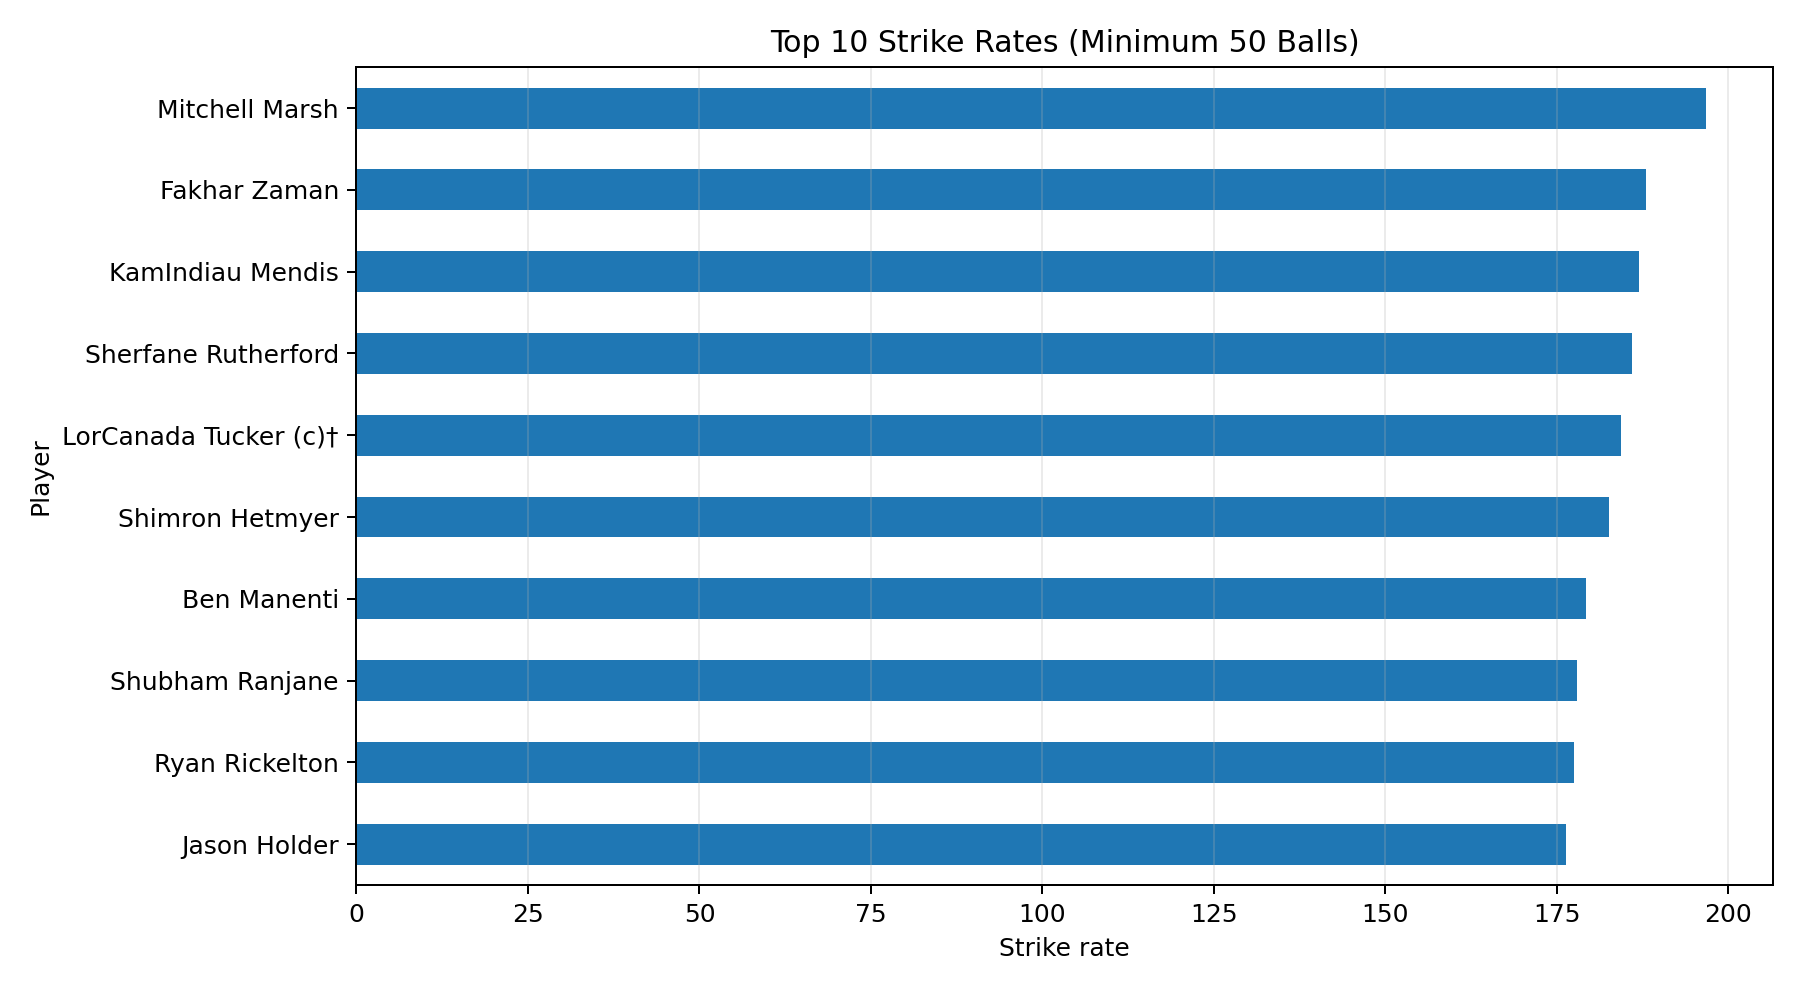 Top 10 Strike Rates (Minimum 50 Balls)
Player
Mitchell Marsh
Fakhar Zaman
KamIndiau Mendis
Sherfane Rutherford
LorCanada Tucker (c)†
Shimron Hetmyer
Ben Manenti
Shubham Ranjane
Ryan Rickelton
Jason Holder
0 25 50 75 100 125 150 175 200
Strike rate